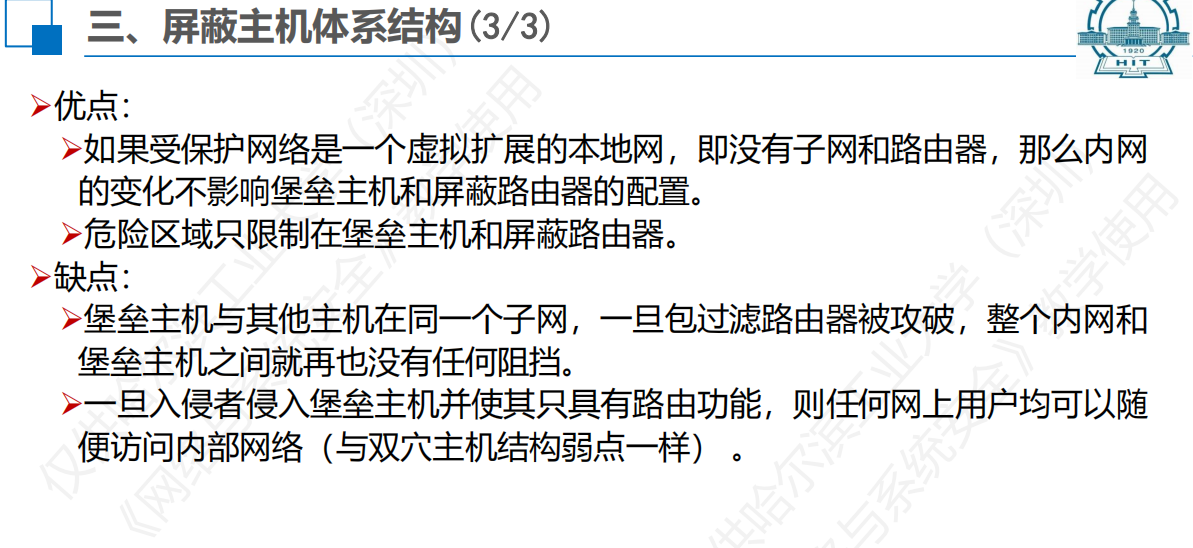 三、屏蔽主机体系结构(3/3)
1920
HIT
优点：
如果受保护网络是一个虚拟扩展的本地网，即没有子网和路由器，那么内网
的变化不影响堡垒主机和屏蔽路由器的配置。
危险区域只限制在堡垒主机和屏蔽路由器。
缺点：
堡垒主机与其他主机在同一个子网，一旦包过滤路由器被攻破，整个内网和
堡垒主机之间就再也没有任何阻挡。
一旦入侵者侵入堡垒主机并使其只具有路由功能，则任何网上用户均可以随
便访问内部网络（与双穴主机结构弱点一样）。
仅供哈尔滨工业大学（深圳）
《网络与系统安全》教学使用
供哈尔滨工业大学（深圳）
络与系统安全》教学使用